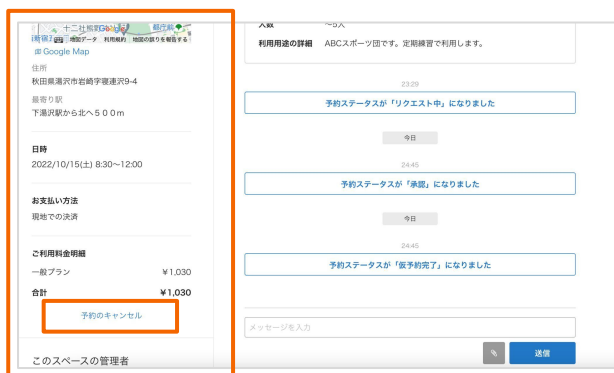 十二社熊野
Google
都庁前
地図データ 利用規約 地図の誤りを報告する
Google Map
住所
秋田県湯沢市岩崎字寝連沢9-4
最寄り駅
下湯沢駅から北へ500m
日時
2022/10/15(土) 8:30〜12:00
お支払い方法
現地での決済
ご利用料金明細
一般プラン ¥1,030
合計 ¥1,030
予約のキャンセル
このスペースの管理者
人数 〜5人
利用用途の詳細 ABCスポーツ団です。定期練習で利用します。
23:29
予約ステータスが「リクエスト中」になりました
今日
24:45
予約ステータスが「承認」になりました
今日
24:45
予約ステータスが「仮予約完了」になりました
メッセージを入力
送信